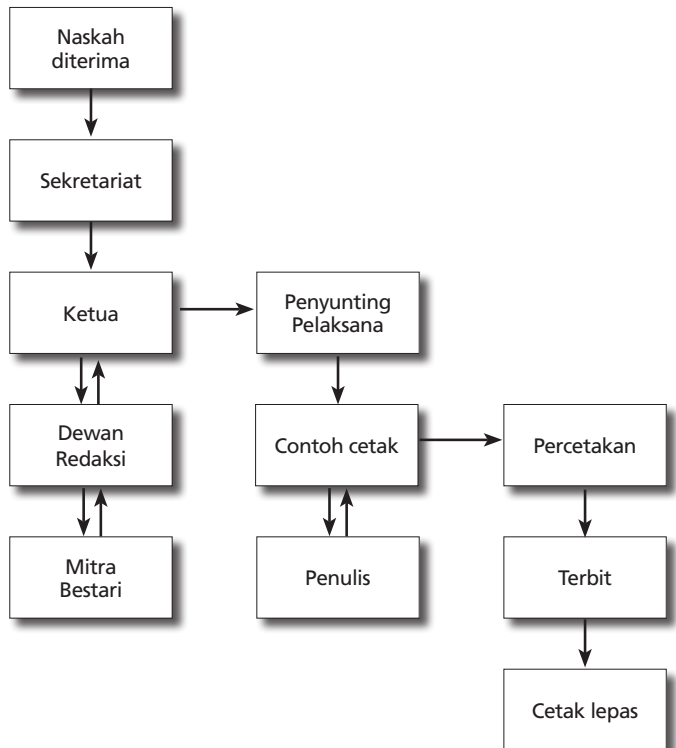 Naskah
diterima
Sekretariat
Ketua
Penyunting
Pelaksana
Dewan
Redaksi
Contoh cetak
Percetakan
Mitra
Bestari
Penulis
Terbit
Cetak lepas